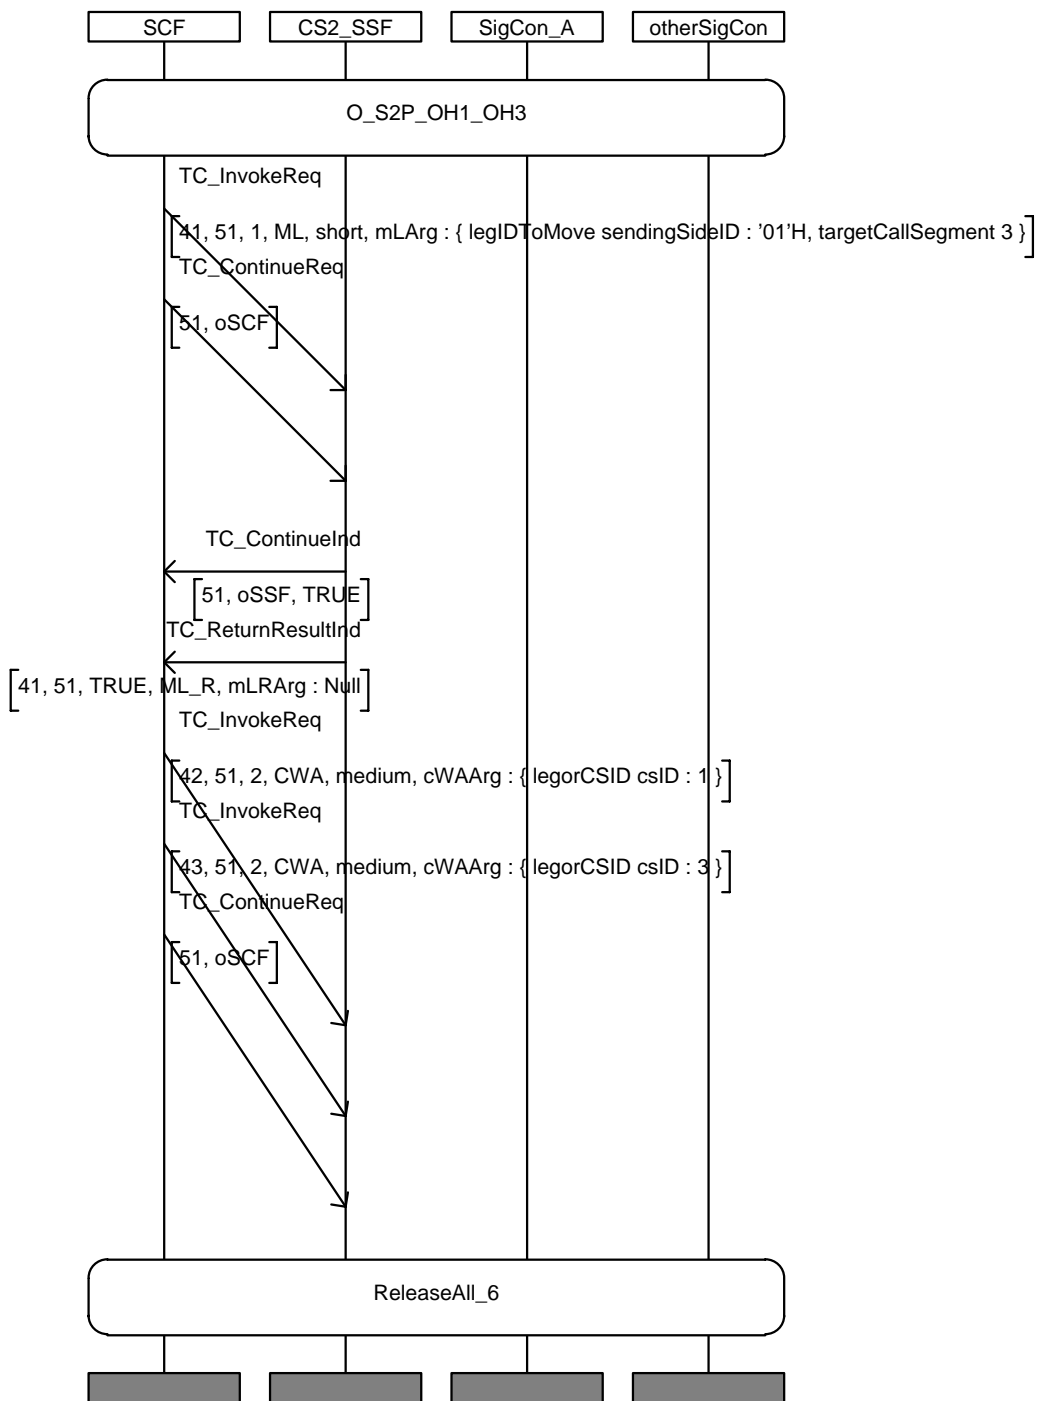 SCF CS2_SSF SigCon_A otherSigCon
O_S2P_OH1_OH3
TC_InvokeReq
41, 51, 1, ML, short, mLArg : { legIDToMove sendingSideID : '01'H, targetCallSegment 3 }
TC_ContinueReq
51, oSCF
TC_ContinueInd
51, oSSF, TRUE
TC_ReturnResultInd
41, 51, TRUE, ML_R, mLRArg : Null
TC_InvokeReq
42, 51, 2, CWA, medium, cWAArg : { legorCSID csID : 1 }
TC_InvokeReq
43, 51, 2, CWA, medium, cWAArg : { legorCSID csID : 3 }
TC_ContinueReq
51, oSCF
ReleaseAll_6